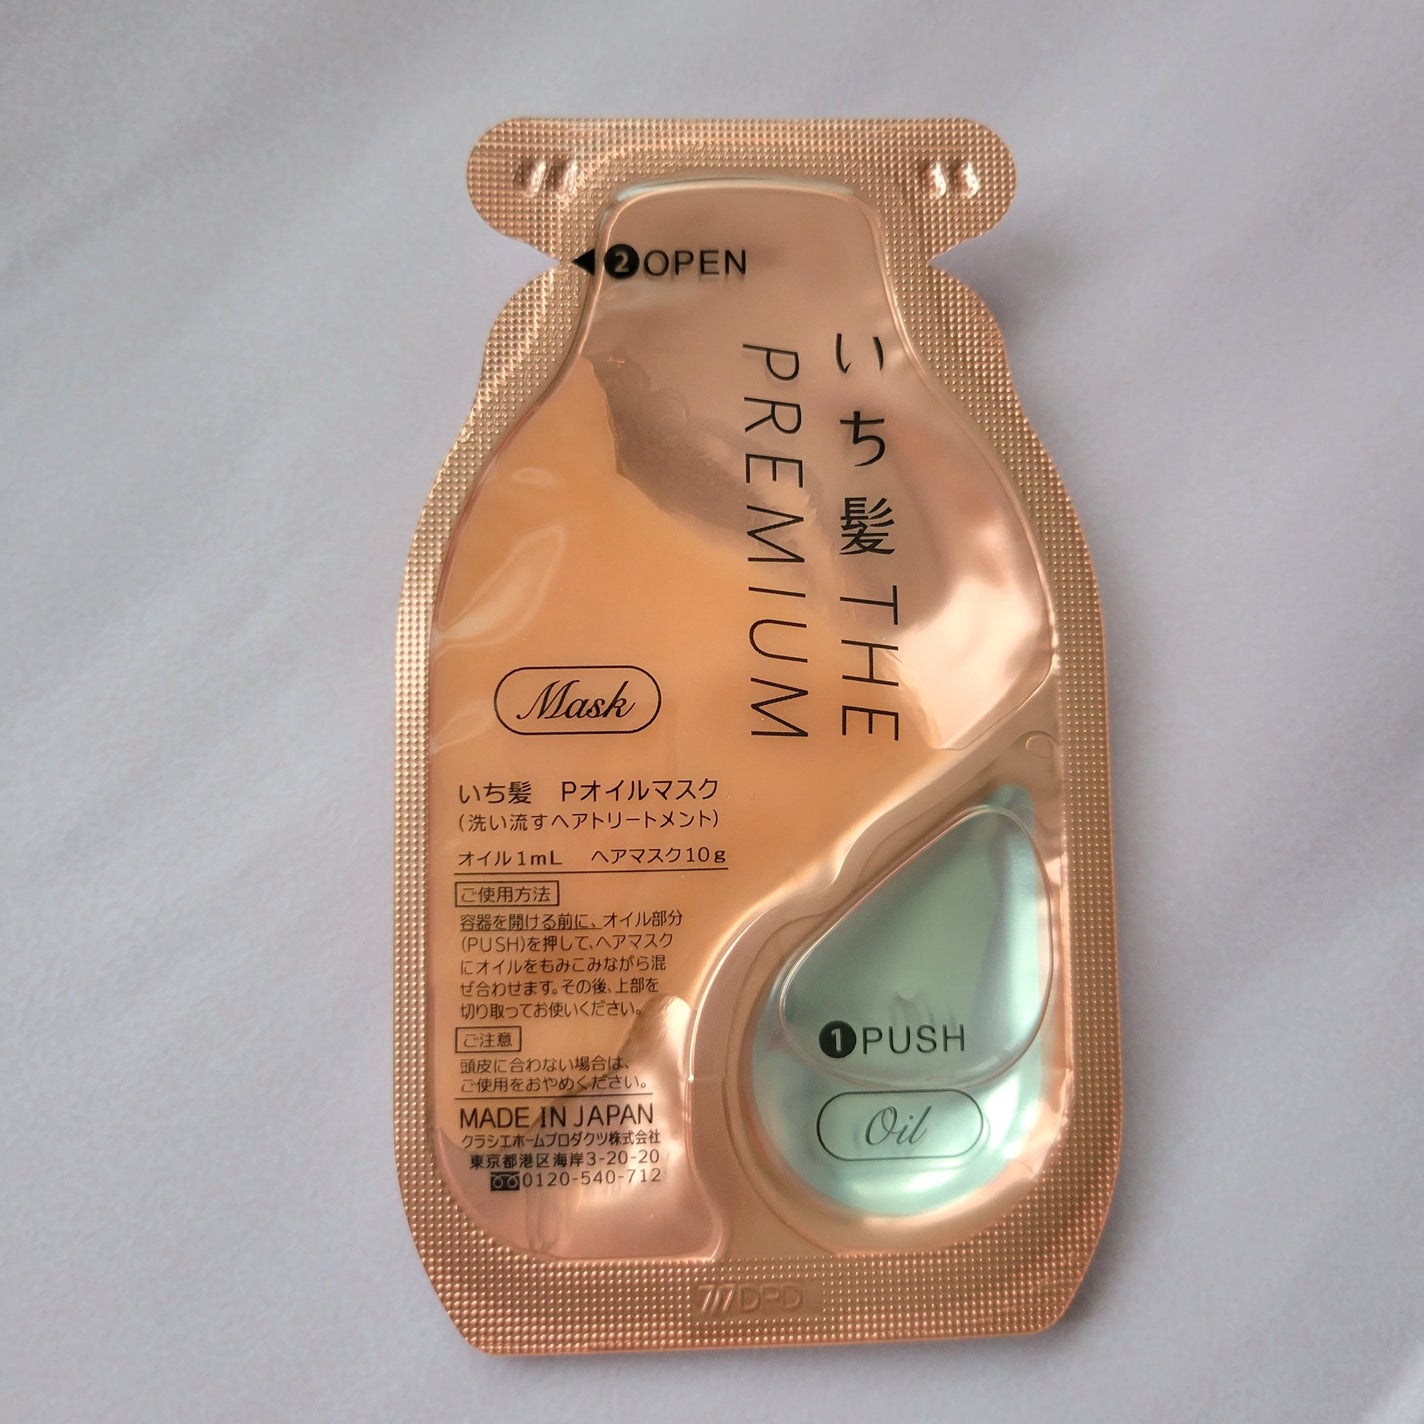 ◀❷OPEN
いち髪 THE
PREMIUM
Mask
いち髪 Pオイルマスク
(洗い流すヘアトリートメント)
オイル1mL ヘアマスク10g
ご使用方法
容器を開ける前に、オイル部分
(PUSH)を押して、ヘアマスク
にオイルをもみこみながら混
ぜ合わせます。その後、上部を
切り取ってお使いください。
ご注意
頭皮に合わない場合は、
ご使用をおやめください。
MADE IN JAPAN
クラシエホームプロダクツ株式会社
東京都港区海岸3-20-20
0120-540-712
❶PUSH
Oil